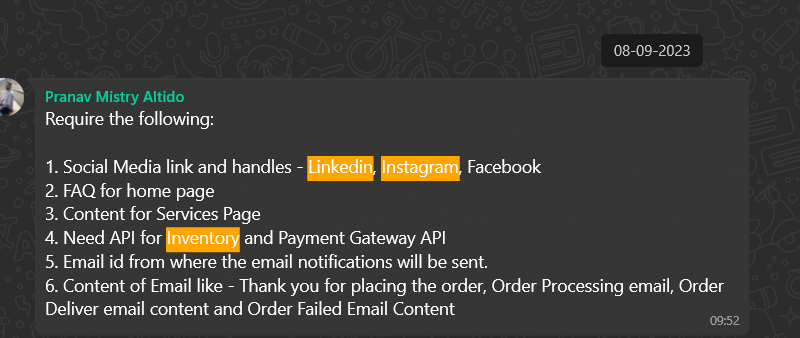 08-09-2023
Pranav Mistry Altido
Require the following:
1. Social Media link and handles - Linkedin, Instagram, Facebook
2. FAQ for home page
3. Content for Services Page
4. Need API for Inventory and Payment Gateway API
5. Email id from where the email notifications will be sent.
6. Content of Email like - Thank you for placing the order, Order Processing email, Order
Deliver email content and Order Failed Email Content
09:52